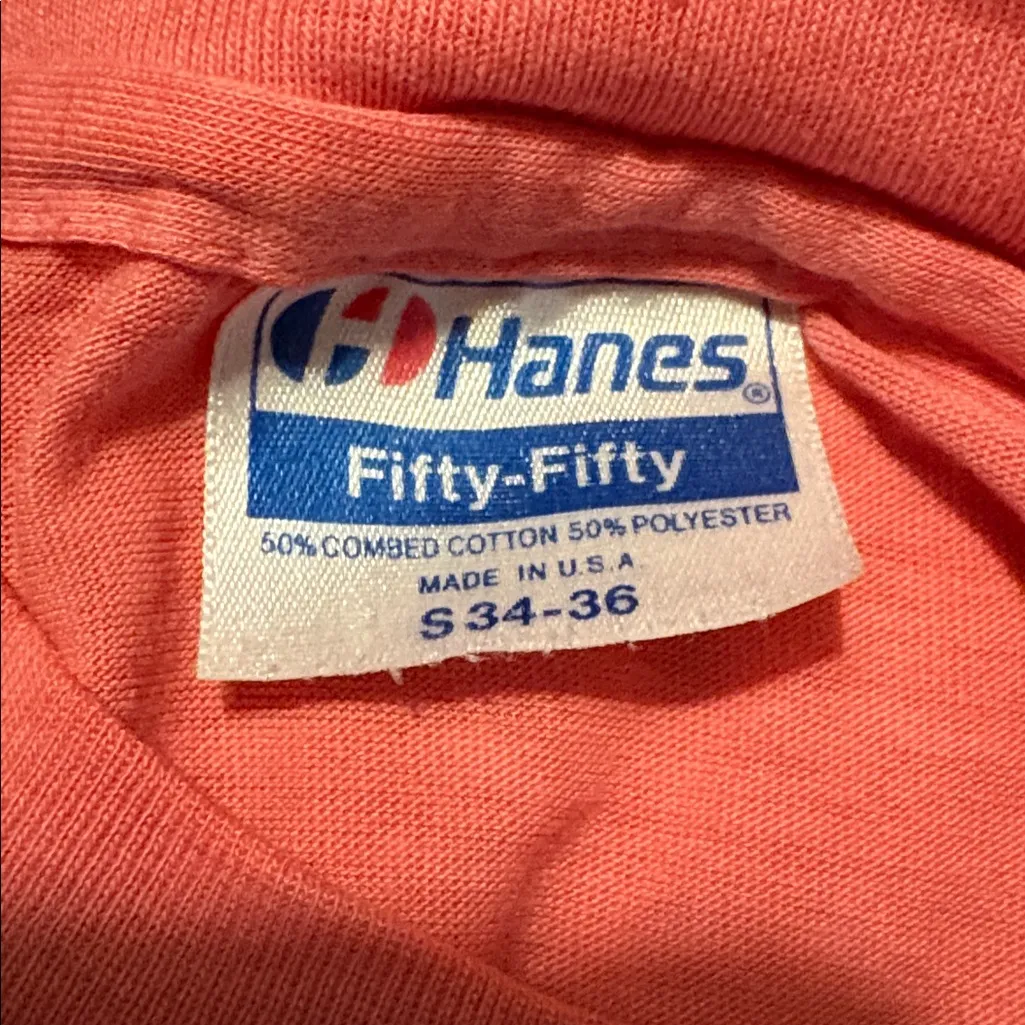 H Hanes®
Fifty-Fifty
50% COMBED COTTON 50% POLYESTER
MADE IN U.S.A.
S 34-36